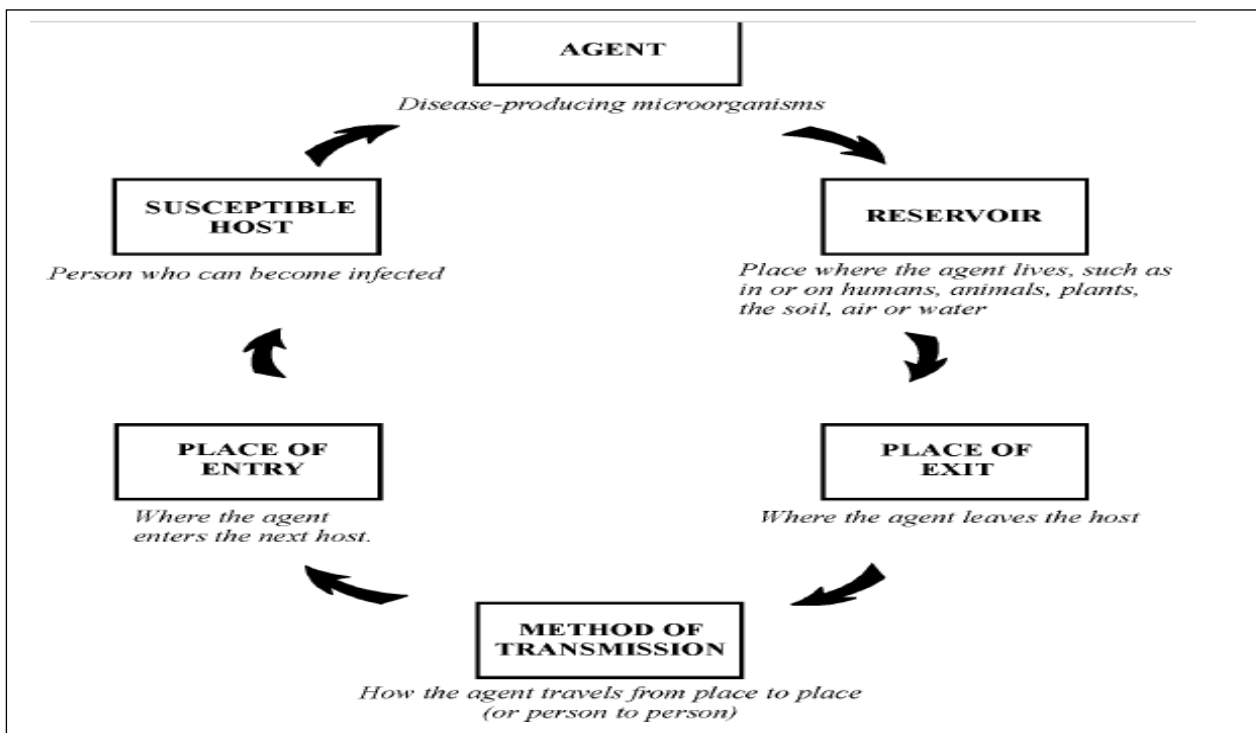 AGENT
Disease-producing microorganisms
SUSCEPTIBLE
HOST
Person who can become infected
RESERVOIR
Place where the agent lives, such as
in or on humans, animals, plants,
the soil, air or water
PLACE OF
ENTRY
Where the agent
enters the next host.
PLACE OF
EXIT
Where the agent leaves the host
METHOD OF
TRANSMISSION
How the agent travels from place to place
(or person to person)